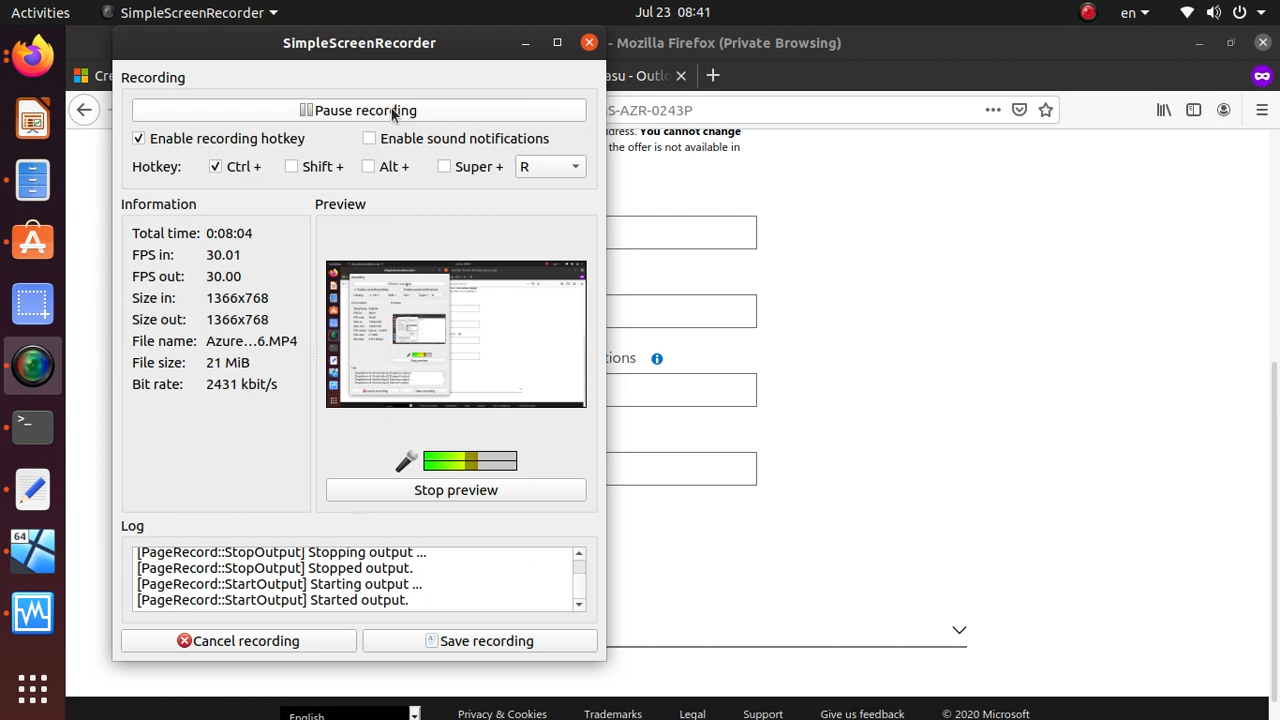 Activities
SimpleScreenRecorder
Jul 23 08:41
en
SimpleScreenRecorder
- Mozilla Firefox (Private Browsing)
Cre
asu - Outlo
S-AZR-0243P
Recording
Pause recording
Enable recording hotkey
Enable sound notifications
Hotkey:
Ctrl +
Shift +
Alt +
Super +
R
dress. You cannot change
the offer is not available in
Information
Total time: 0:08:04
FPS in: 30.01
FPS out: 30.00
Size in: 1366x768
Size out: 1366x768
File name: Azure...6.MP4
File size: 21 MiB
Bit rate: 2431 kbit/s
Preview
Stop preview
tions
Log
[PageRecord::StopOutput] Stopping output ...
[PageRecord::StopOutput] Stopped output.
[PageRecord::StartOutput] Starting output ...
[PageRecord::StartOutput] Started output.
Cancel recording
Save recording
64
English
Privacy & Cookies
Trademarks
Legal
Support
Give us feedback
© 2020 Microsoft